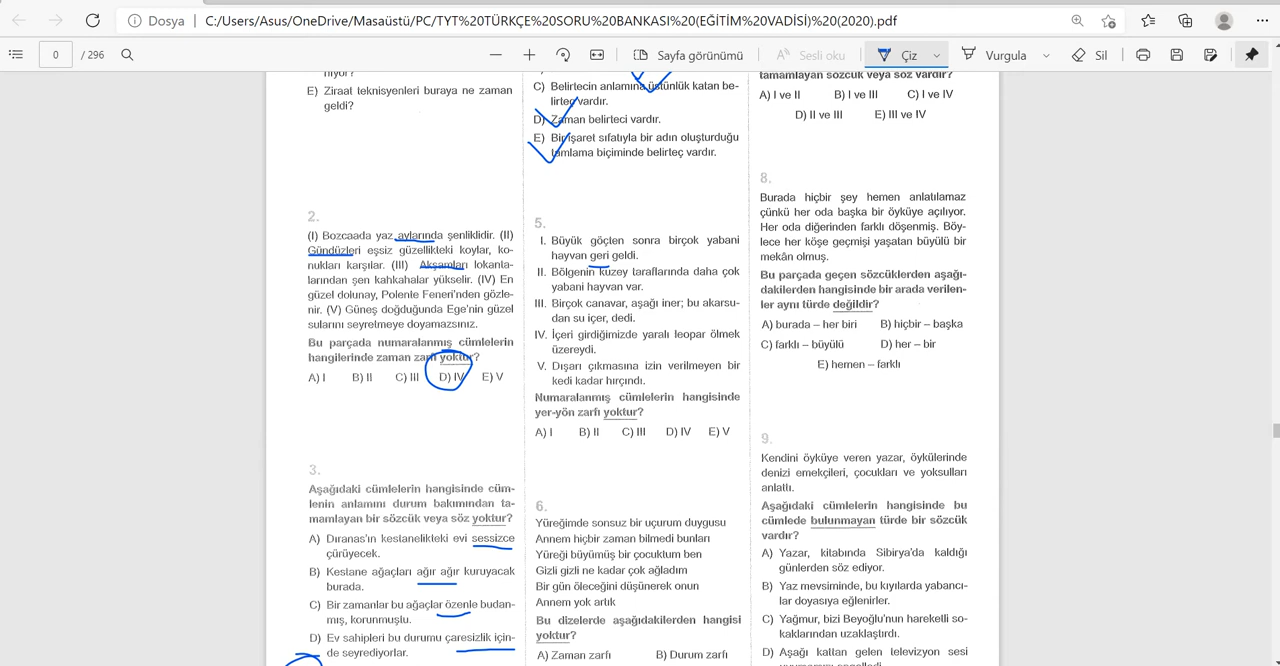 Dosya | C:/Users/Asus/OneDrive/Masaüstü/PC/TYT%20TÜRKÇE%20SORU%20BANKASI%20(EĞİTİM%20VADİSİ)%20(2020).pdf
0 / 296 Sayfa görünümü Sesli oku Çiz Vurgula Sil
E) Ziraat teknisyenleri buraya ne zaman
geldi?
2.
(I) Bozcaada yaz aylarında şenliklidir. (II)
Gündüzleri eşsiz güzellikteki koylar, ko-
nukları karşılar. (III) Akşamları lokanta-
larından şen kahkahalar yükselir. (IV) En
güzel dolunay, Polente Feneri'nden gözle-
nir. (V) Güneş doğduğunda Ege'nin güzel
sularını seyretmeye doyamazsınız.
Bu parçada numaralanmış cümlelerin
hangilerinde zaman zarfı yoktur?
A) I B) II C) III D) IV E) V
3.
Aşağıdaki cümlelerin hangisinde cüm-
lenin anlamını durum bakımından ta-
mamlayan bir sözcük veya söz yoktur?
A) Dıranas'ın kestanelikteki evi sessizce
çürüyecek.
B) Kestane ağaçları ağır ağır kuruyacak
burada.
C) Bir zamanlar bu ağaçlar özenle budan-
mış, korunmuştu.
D) Ev sahipleri bu durumu çaresizlik için-
de seyrediyorlar.
C) Belirtecin anlamına üstünlük katan be-
lirteç vardır.
D) Zaman belirteci vardır.
E) Bir işaret sıfatıyla bir adın oluşturduğu
tamlama biçiminde belirteç vardır.
5.
I. Büyük göçten sonra birçok yabani
hayvan geri geldi.
II. Bölgenin kuzey taraflarında daha çok
yabani hayvan var.
III. Birçok canavar, aşağı iner; bu akarsu-
dan su içer, dedi.
IV. İçeri girdiğimizde yaralı leopar ölmek
üzereydi.
V. Dışarı çıkmasına izin verilmeyen bir
kedi kadar hırçındı.
Numaralanmış cümlelerin hangisinde
yer-yön zarfı yoktur?
A) I B) II C) III D) IV E) V
6.
Yüreğimde sonsuz bir uçurum duygusu
Annem hiçbir zaman bilmedi bunları
Yüreği büyümüş bir çocuktum ben
Gizli gizli ne kadar çok ağladım
Bir gün öleceğini düşünerek onun
Annem yok artık
Bu dizelerde aşağıdakilerden hangisi
yoktur?
A) Zaman zarfı B) Durum zarfı
tamamlayan sözcük veya söz vardır?
A) I ve II B) I ve III C) I ve IV
D) II ve III E) III ve IV
8.
Burada hiçbir şey hemen anlatılamaz
çünkü her oda başka bir öyküye açılıyor.
Her oda diğerinden farklı döşenmiş. Böy-
lece her köşe geçmişi yaşatan büyülü bir
mekân olmuş.
Bu parçada geçen sözcüklerden aşağı-
dakilerden hangisinde bir arada verilen-
ler aynı türde değildir?
A) burada – her biri B) hiçbir – başka
C) farklı – büyülü D) her – bir
E) hemen – farklı
9.
Kendini öyküye veren yazar, öykülerinde
denizi emekçileri, çocukları ve yoksulları
anlattı.
Aşağıdaki cümlelerin hangisinde bu
cümlede bulunmayan türde bir sözcük
vardır?
A) Yazar, kitabında Sibirya'da kaldığı
günlerden söz ediyor.
B) Yaz mevsiminde, bu kıyılarda yabancı-
lar doyasıya eğlenirler.
C) Yağmur, bizi Beyoğlu'nun hareketli so-
kaklarından uzaklaştırdı.
D) Aşağı kattan gelen televizyon sesi